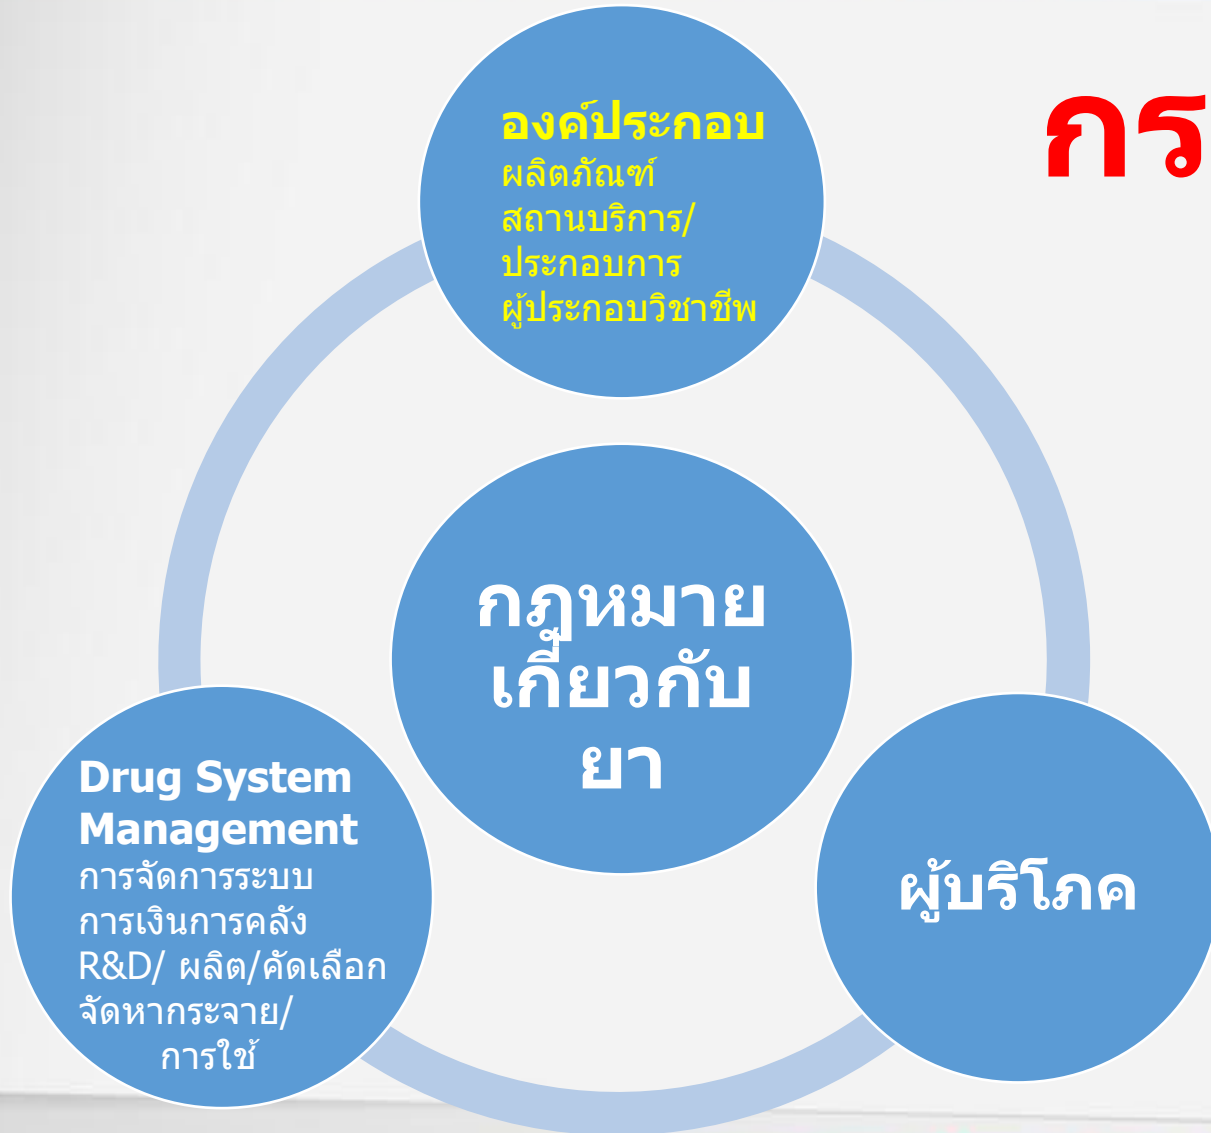 กร
องค์ประกอบ
ผลิตภัณฑ์
สถานบริการ/
ประกอบการ
ผู้ประกอบวิชาชีพ
กฎหมาย
เกี่ยวกับ
ยา
Drug System
Management
การจัดการระบบ
การเงินการคลัง
R&D/ ผลิต/คัดเลือก
จัดหากระจาย/
การใช้
ผู้บริโภค